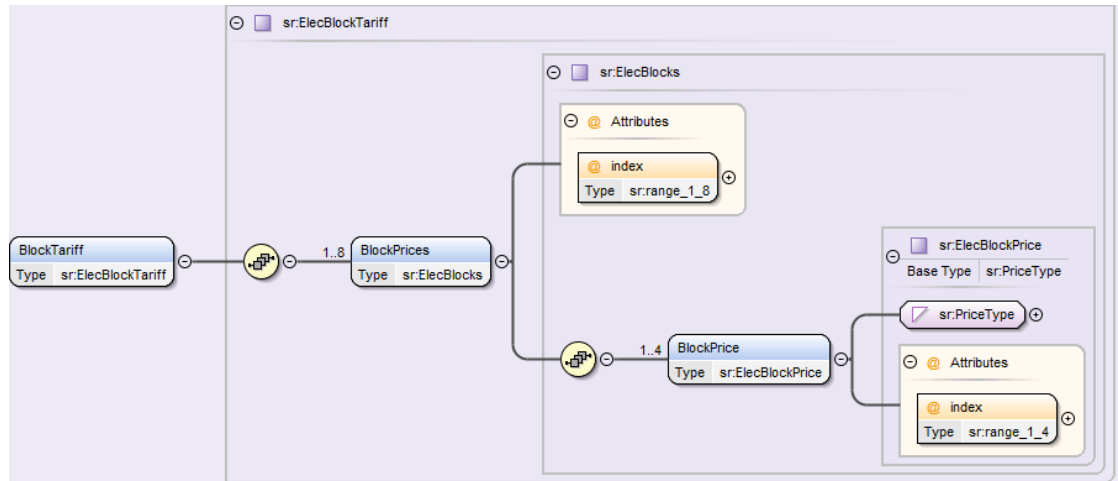 sr:ElecBlockTariff
sr:ElecBlocks
@ Attributes
@ index
Type sr:range_1_8
BlockTariff
Type sr:ElecBlockTariff
1..8
BlockPrices
Type sr:ElecBlocks
sr:ElecBlockPrice
Base Type sr:PriceType
sr:PriceType
1..4
BlockPrice
Type sr:ElecBlockPrice
@ Attributes
@ index
Type sr:range_1_4